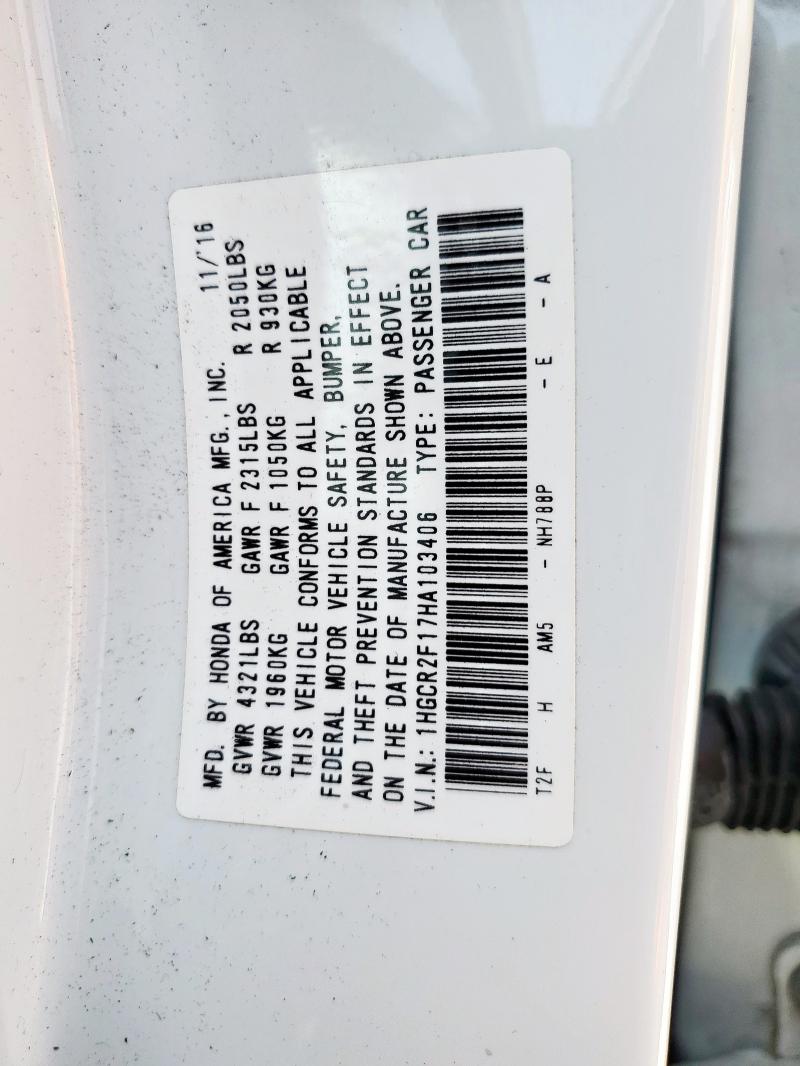 MFD. BY HONDA OF AMERICA MFG., INC. 11/'16
GVWR 4321LBS GAWR F 2315LBS R 2050LBS
GVWR 1960KG GAWR F 1050KG R 930KG
THIS VEHICLE CONFORMS TO ALL APPLICABLE
FEDERAL MOTOR VEHICLE SAFETY, BUMPER,
AND THEFT PREVENTION STANDARDS IN EFFECT
ON THE DATE OF MANUFACTURE SHOWN ABOVE.
V.I.N.: 1HGCR2F17HA103406 TYPE: PASSENGER CAR
T2F H AM5 - NH788P - E - A